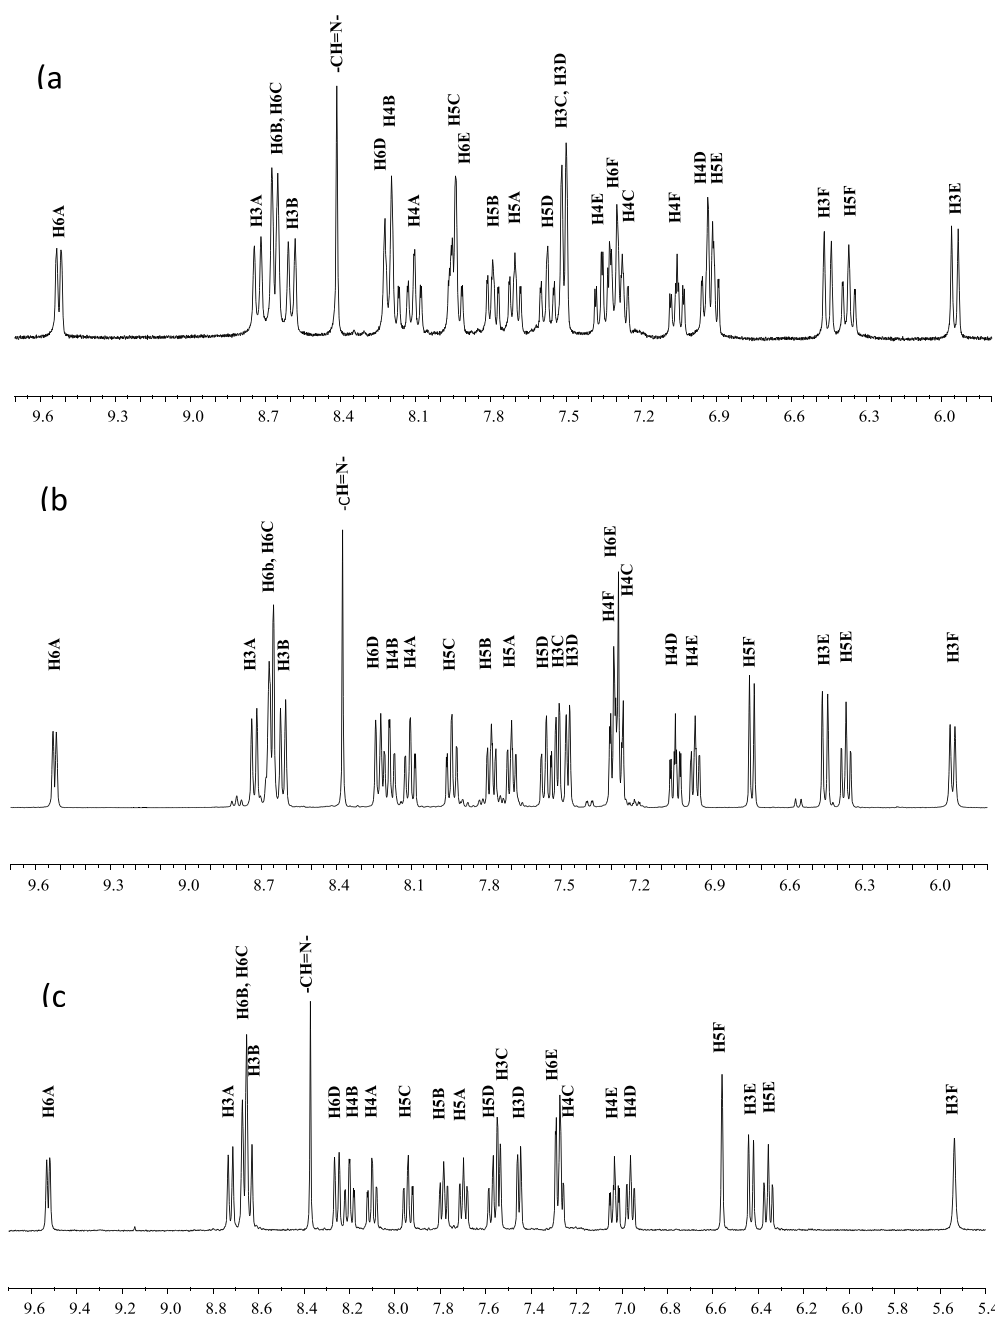 (a
H6A
H3A
H6B, H6C
H3B
-CH=N-
H6D
H4B
H4A
H5C
H6E
H5B
H5A
H5D
H3C, H3D
H4E
H6F
H4C
H4F
H4D
H5E
H3F
H5F
H3E
9.6 9.3 9.0 8.7 8.4 8.1 7.8 7.5 7.2 6.9 6.6 6.3 6.0
(b
H6A
H3A
H6b, H6C
H3B
-CH=N-
H6D
H4B
H4A
H5C
H5B
H5A
H5D
H3C
H3D
H4F
H6E
H4C
H4D
H4E
H5F
H3E
H5E
H3F
9.6 9.3 9.0 8.7 8.4 8.1 7.8 7.5 7.2 6.9 6.6 6.3 6.0
(c
H6A
H3A
H6B, H6C
H3B
-CH=N-
H6D
H4B
H4A
H5C
H5B
H5A
H5D
H3C
H3D
H6E
H4C
H4E
H4D
H5F
H3E
H5E
H3F
9.6 9.4 9.2 9.0 8.8 8.6 8.4 8.2 8.0 7.8 7.6 7.4 7.2 7.0 6.8 6.6 6.4 6.2 6.0 5.8 5.6 5.4